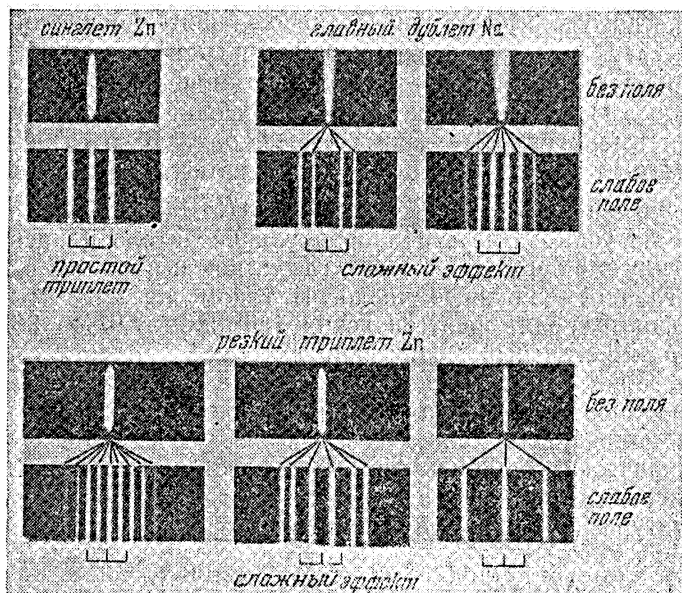 синглет Zn
главный дублет Na
без поля
слабое
поле
простой
триплет
сложный эффект
резкий триплет Zn
без поля
слабое
поле
сложный эффект